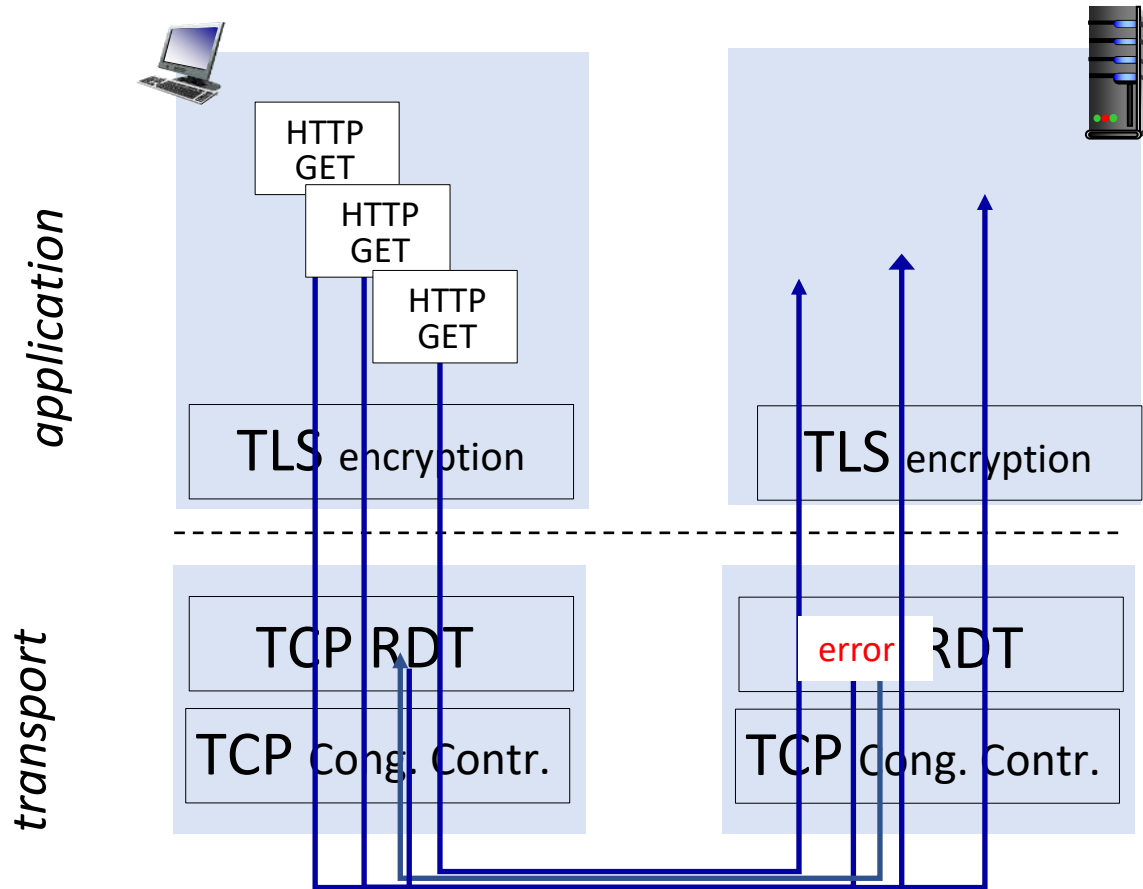 application
HTTP
GET
HTTP
GET
HTTP
GET
TLS encryption
TLS encryption
transport
TCP RDT
error RDT
TCP Cong. Contr.
TCP Cong. Contr.